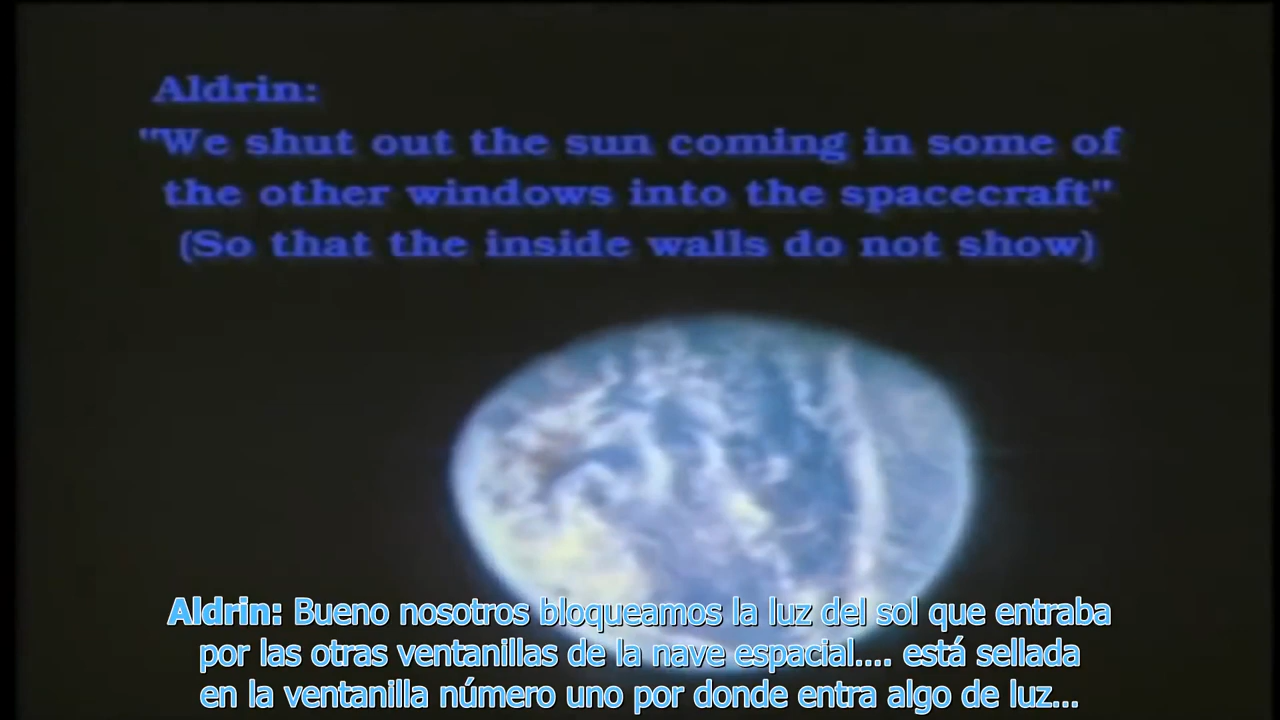 Aldrin:
"We shut out the sun coming in some of
the other windows into the spacecraft"
(So that the inside walls do not show)
Aldrin: Bueno nosotros bloqueamos la luz del sol que entraba
por las otras ventanillas de la nave espacial.... está sellada
en la ventanilla número uno por donde entra algo de luz...